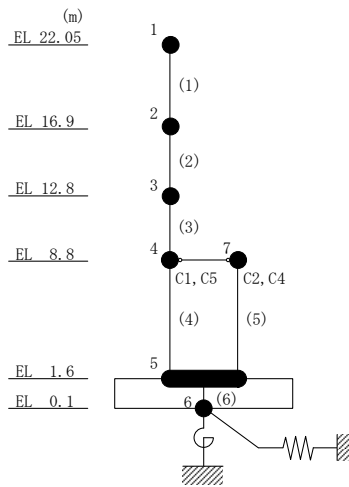 (m)
1
EL 22.05
(1)
2
EL 16.9
(2)
3
EL 12.8
(3)
4
7
EL 8.8
C1, C5
C2, C4
(4)
(5)
5
EL 1.6
(6)
6
EL 0.1